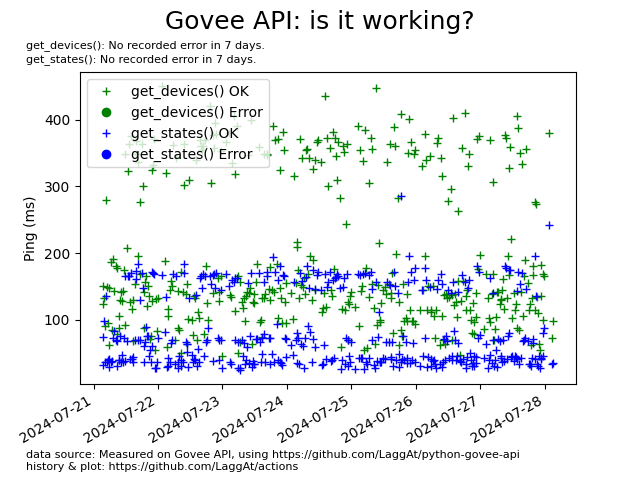 Govee API: is it working?
get_devices(): No recorded error in 7 days.
get_states(): No recorded error in 7 days.
get_devices() OK
get_devices() Error
get_states() OK
get_states() Error
Ping (ms)
400
300
200
100
2024-07-21
2024-07-22
2024-07-23
2024-07-24
2024-07-25
2024-07-26
2024-07-27
2024-07-28
data source: Measured on Govee API, using https://github.com/LaggAt/python-govee-api
history & plot: https://github.com/LaggAt/actions